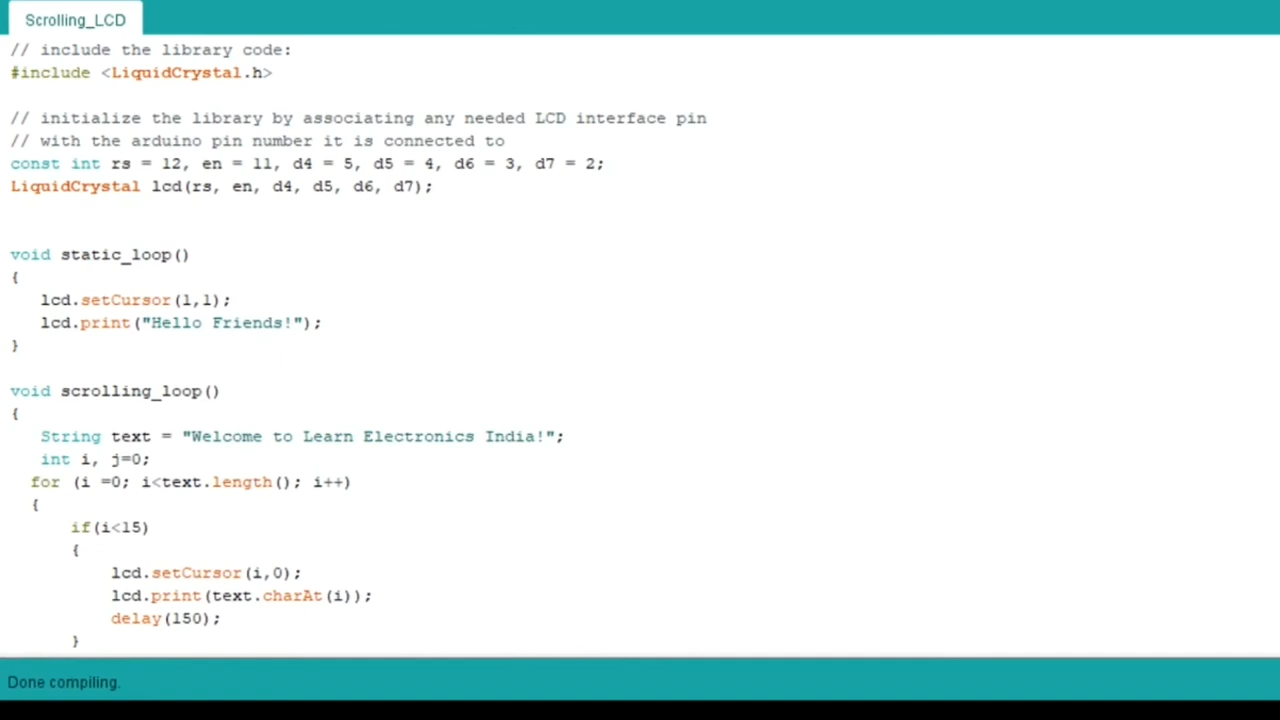 Scrolling_LCD
// include the library code:
#include <LiquidCrystal.h>
// initialize the library by associating any needed LCD interface pin
// with the arduino pin number it is connected to
const int rs = 12, en = 11, d4 = 5, d5 = 4, d6 = 3, d7 = 2;
LiquidCrystal lcd(rs, en, d4, d5, d6, d7);
void static_loop()
{
lcd.setCursor(1,1);
lcd.print("Hello Friends!");
}
void scrolling_loop()
{
String text = "Welcome to Learn Electronics India!";
int i, j=0;
for (i =0; i<text.length(); i++)
{
if(i<15)
{
lcd.setCursor(i,0);
lcd.print(text.charAt(i));
delay(150);
}
Done compiling.